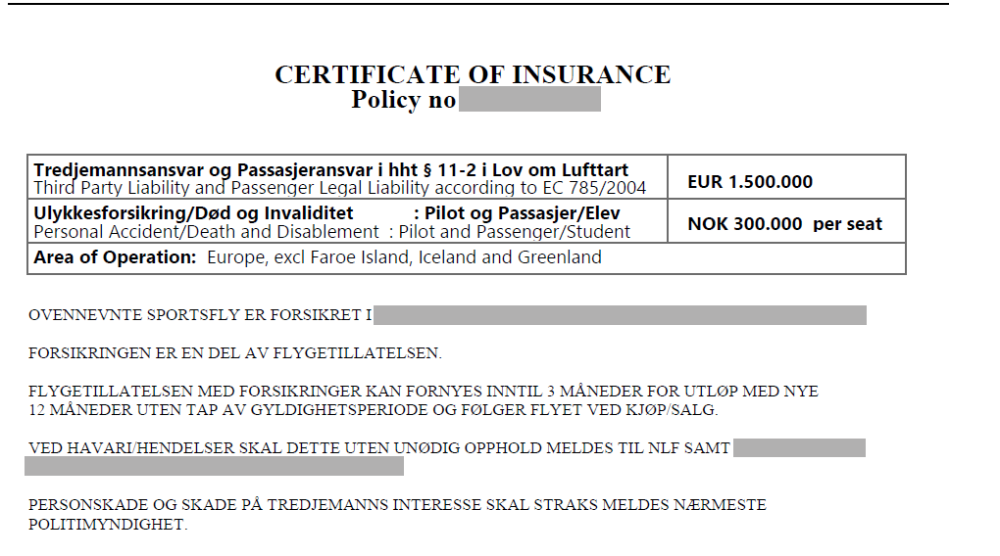 CERTIFICATE OF INSURANCE
Policy no
Tredjemannsansvar og Passasjeransvar i hht § 11-2 i Lov om Lufttart
Third Party Liability and Passenger Legal Liability according to EC 785/2004
EUR 1.500.000
Ulykkesforsikring/Død og Invaliditet : Pilot og Passasjer/Elev
Personal Accident/Death and Disablement : Pilot and Passenger/Student
NOK 300.000 per seat
Area of Operation: Europe, excl Faroe Island, Iceland and Greenland
OVENNEVNTE SPORTSFLY ER FORSIKRET I
FORSIKRINGEN ER EN DEL AV FLYGETILLATELSEN.
FLYGETILLATELSEN MED FORSIKRINGER KAN FORNYES INNTIL 3 MÅNEDER FOR UTLØP MED NYE
12 MÅNEDER UTEN TAP AV GYLDIGHETSPERIODE OG FØLGER FLYET VED KJØP/SALG.
VED HAVARI/HENDELSER SKAL DETTE UTEN UNØDIG OPPHOLD MELDES TIL NLF SAMT
PERSONSKADE OG SKADE PÅ TREDJEMANNS INTERESSE SKAL STRAKS MELDES NÆRMESTE
POLITIMYNDIGHET.